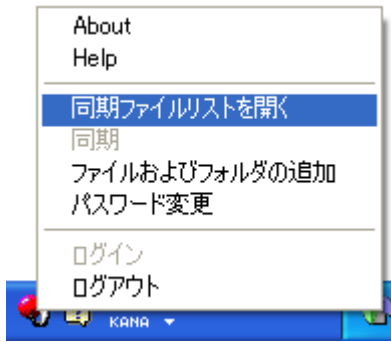 About
Help
同期ファイルリストを開く
同期
ファイルおよびフォルダの追加
パスワード変更
ログイン
ログアウト
KANA